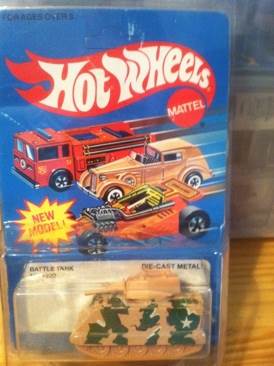 FOR AGES OVER 3
Hot Wheels
MATTEL
NEW
MODEL!
BATTLE TANK
DIE-CAST METAL